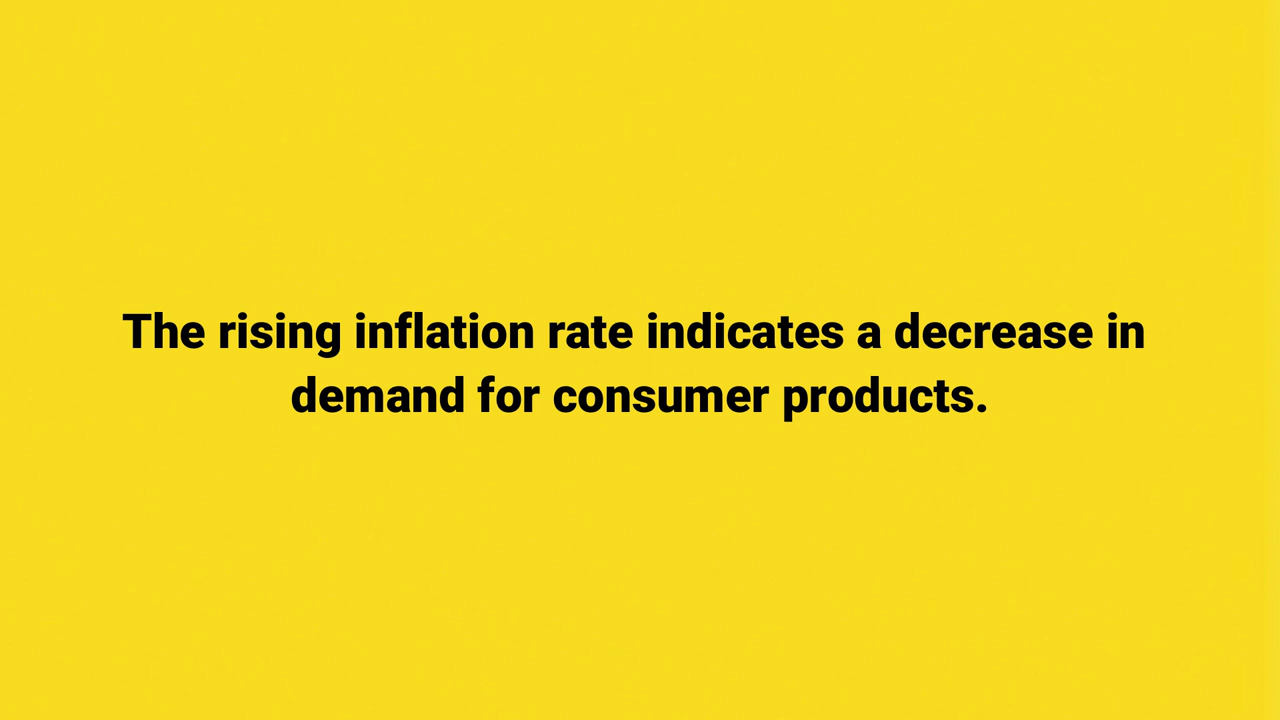 The rising inflation rate indicates a decrease in
demand for consumer products.